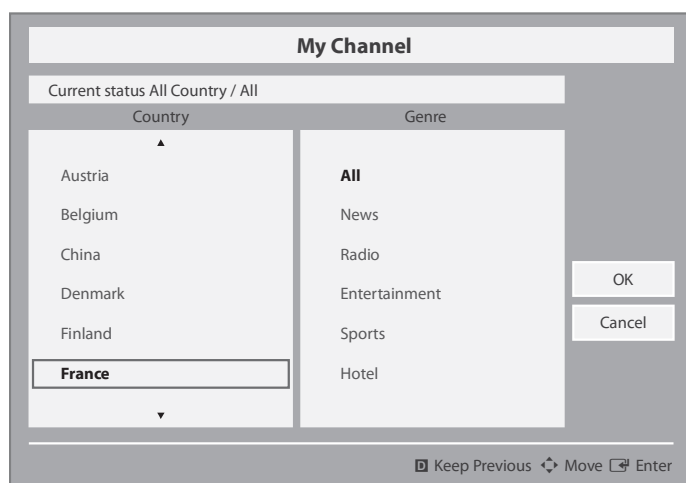 My Channel
Current status All Country / All
Country
Genre
Austria
All
Belgium
News
China
Radio
Denmark
Entertainment
Finland
Sports
France
Hotel
OK
Cancel
D Keep Previous Move Enter